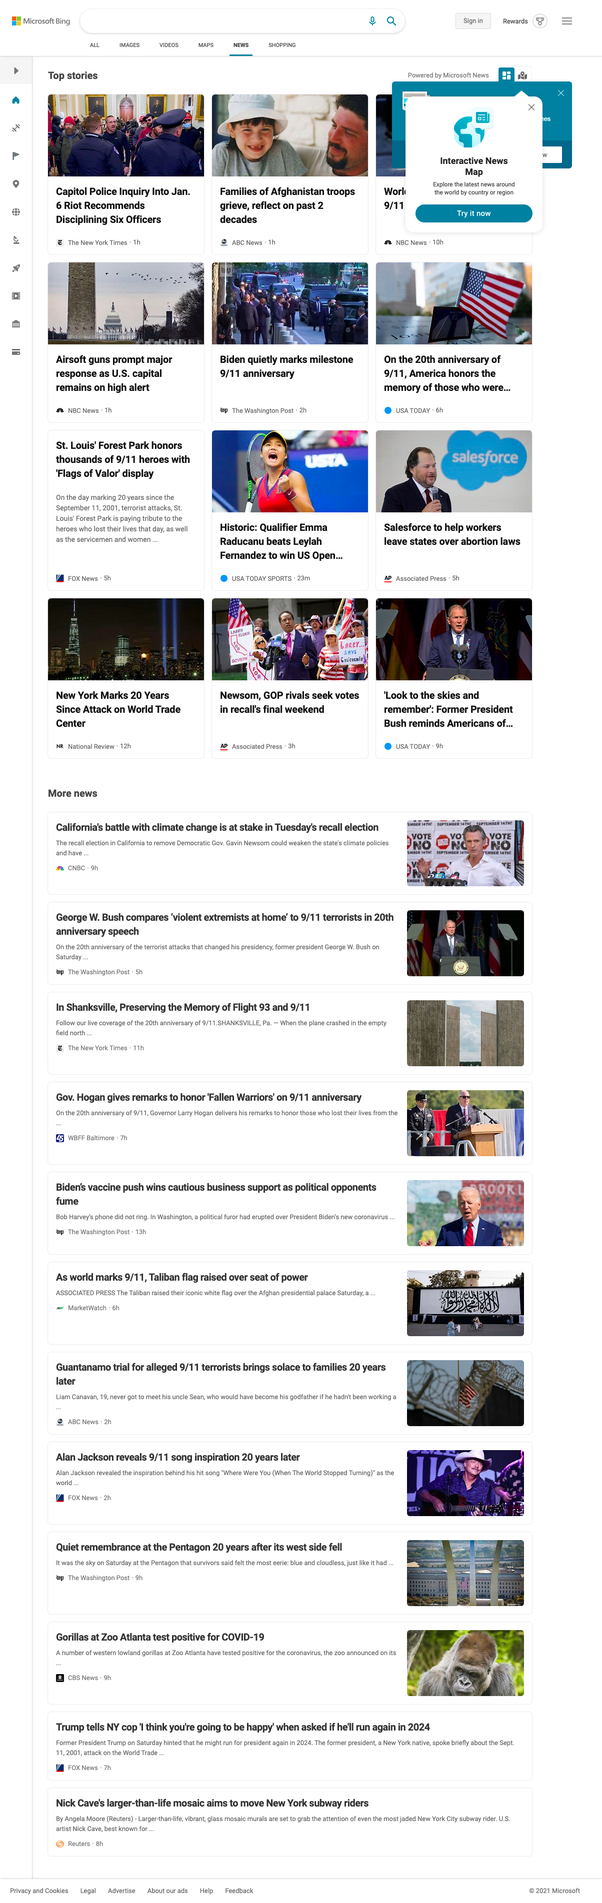 Microsoft Bing
Sign in
Rewards
ALL
IMAGES
VIDEOS
MAPS
NEWS
SHOPPING
Top stories
Powered by Microsoft News
Interactive News
Map
Explore the latest news around
the world by country or region
Try it now
Capitol Police Inquiry Into Jan.
6 Riot Recommends
Disciplining Six Officers
The New York Times · 1h
Families of Afghanistan troops
grieve, reflect on past 2
decades
ABC News · 1h
9/11
NBC News · 10h
Airsoft guns prompt major
response as U.S. capital
remains on high alert
NBC News · 1h
Biden quietly marks milestone
9/11 anniversary
The Washington Post · 2h
On the 20th anniversary of
9/11, America honors the
memory of those who were...
USA TODAY · 6h
St. Louis' Forest Park honors
thousands of 9/11 heroes with
'Flags of Valor' display
On the day marking 20 years since the
September 11, 2001, terrorist attacks, St.
Louis' Forest Park is paying tribute to the
heroes who lost their lives that day, as well
as the servicemen and women ...
FOX News · 5h
USTA
Historic: Qualifier Emma
Raducanu beats Leylah
Fernandez to win US Open...
USA TODAY SPORTS · 23m
salesforce
Salesforce to help workers
leave states over abortion laws
AP Associated Press · 5h
New York Marks 20 Years
Since Attack on World Trade
Center
NR National Review · 12h
Newsom, GOP rivals seek votes
in recall's final weekend
AP Associated Press · 3h
'Look to the skies and
remember': Former President
Bush reminds Americans of...
USA TODAY · 9h
More news
California's battle with climate change is at stake in Tuesday's recall election
The recall election in California to remove Democratic Gov. Gavin Newsom could weaken the state's climate policies
and have ...
CNBC · 9h
VOTE
NO
George W. Bush compares 'violent extremists at home' to 9/11 terrorists in 20th
anniversary speech
On the 20th anniversary of the terrorist attacks that changed his presidency, former president George W. Bush on
Saturday ...
wp The Washington Post · 5h
In Shanksville, Preserving the Memory of Flight 93 and 9/11
Follow our live coverage of the 20th anniversary of 9/11.SHANKSVILLE, Pa. — When the plane crashed in the empty
field north ...
The New York Times · 11h
Gov. Hogan gives remarks to honor 'Fallen Warriors' on 9/11 anniversary
On the 20th anniversary of 9/11, Governor Larry Hogan delivers his remarks to honor those who lost their lives from the
...
WBFF Baltimore · 7h
Biden's vaccine push wins cautious business support as political opponents
fume
Bob Harvey's phone did not ring. In Washington, a political furor had erupted over President Biden's new coronavirus ...
wp The Washington Post · 13h
As world marks 9/11, Taliban flag raised over seat of power
ASSOCIATED PRESS The Taliban raised their iconic white flag over the Afghan presidential palace Saturday, a ...
MarketWatch · 6h
Guantanamo trial for alleged 9/11 terrorists brings solace to families 20 years
later
Liam Canavan, 19, never got to meet his uncle Sean, who would have become his godfather if he hadn't been working a
...
ABC News · 2h
Alan Jackson reveals 9/11 song inspiration 20 years later
Alan Jackson revealed the inspiration behind his hit song "Where Were You (When The World Stopped Turning)" as the
world ...
FOX News · 2h
Quiet remembrance at the Pentagon 20 years after its west side fell
It was the sky on Saturday at the Pentagon that survivors said felt the most eerie: blue and cloudless, just like it had ...
wp The Washington Post · 9h
Gorillas at Zoo Atlanta test positive for COVID-19
A number of western lowland gorillas at Zoo Atlanta have tested positive for the coronavirus, the zoo announced on its
...
CBS News · 9h
Trump tells NY cop 'I think you're going to be happy' when asked if he'll run again in 2024
Former President Trump on Saturday hinted that he might run for president again in 2024. The former president, a New York native, spoke briefly about the Sept.
11, 2001, attack on the World Trade ...
FOX News · 7h
Nick Cave's larger-than-life mosaic aims to move New York subway riders
By Angela Moore (Reuters) - Larger-than-life, vibrant, glass mosaic murals are set to grab the attention of even the most jaded New York City subway rider. U.S.
artist Nick Cave, best known for ...
Reuters · 8h
Privacy and Cookies
Legal
Advertise
About our ads
Help
Feedback
© 2021 Microsoft